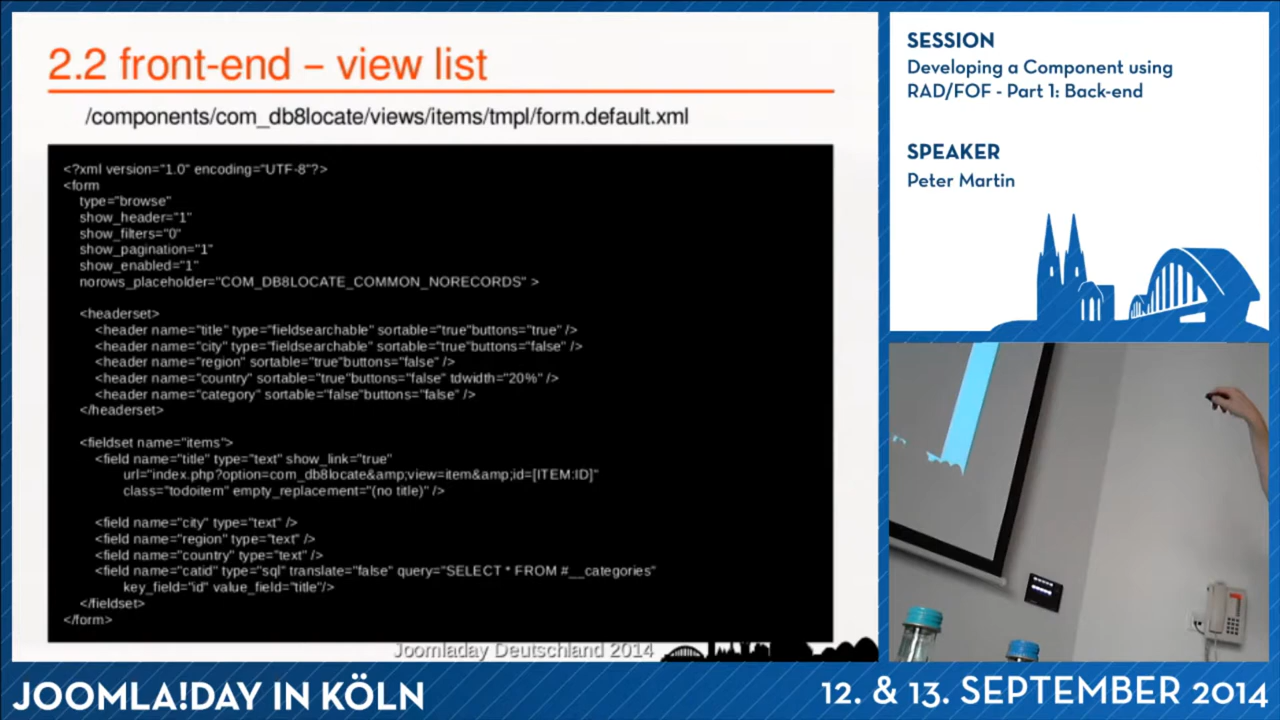 2.2 front-end – view list
/components/com_db8locate/views/items/tmpl/form.default.xml
<?xml version="1.0" encoding="UTF-8"?>
<form
type="browse"
show_header="1"
show_filters="0"
show_pagination="1"
show_enabled="1"
norows_placeholder="COM_DB8LOCATE_COMMON_NORECORDS" >
<headerset>
<header name="title" type="fieldsearchable" sortable="true"buttons="true" />
<header name="city" type="fieldsearchable" sortable="true"buttons="false" />
<header name="region" sortable="true"buttons="false" />
<header name="country" sortable="true"buttons="false" tdwidth="20%" />
<header name="category" sortable="false"buttons="false" />
</headerset>
<fieldset name="items">
<field name="title" type="text" show_link="true"
url="index.php?option=com_db8locate&amp;view=item&amp;id=[ITEM:ID]"
class="todoitem" empty_replacement="(no title)" />
<field name="city" type="text" />
<field name="region" type="text" />
<field name="country" type="text" />
<field name="catid" type="sql" translate="false" query="SELECT * FROM #__categories"
key_field="id" value_field="title"/>
</fieldset>
</form>
Joomladay Deutschland 2014
SESSION
Developing a Component using
RAD/FOF - Part 1: Back-end
SPEAKER
Peter Martin
JOOMLA!DAY IN KÖLN
12. & 13. SEPTEMBER 2014